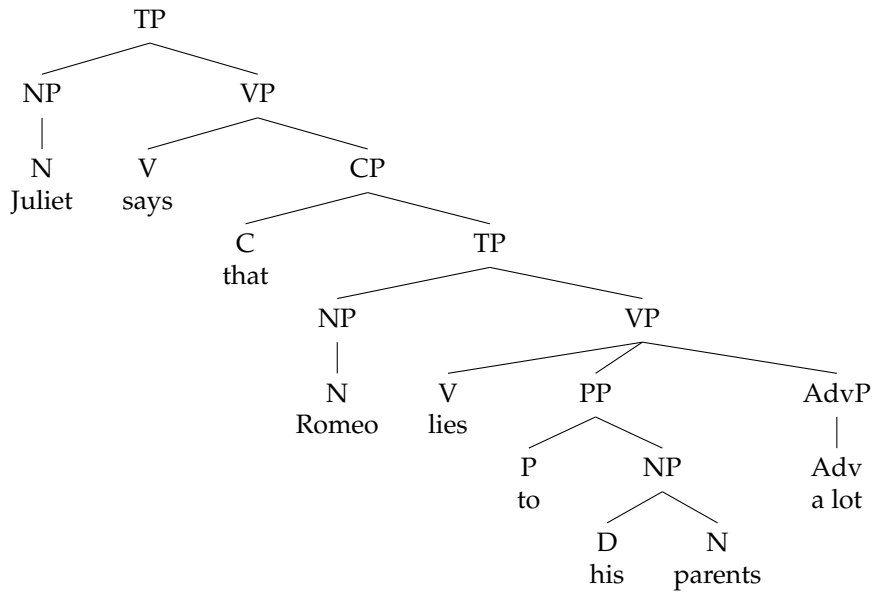 TP
NP VP
N V CP
Juliet says
C TP
that
NP VP
N V PP AdvP
Romeo lies
P NP Adv
to a lot
D N
his parents